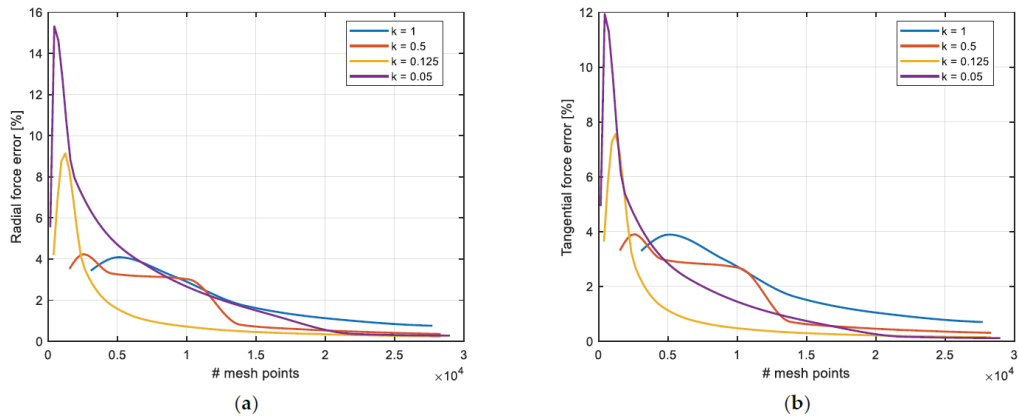 16
14
12
10
8
6
4
2
0
Radial force error [%]
k = 1
k = 0.5
k = 0.125
k = 0.05
0 0.5 1 1.5 2 2.5 3
# mesh points
×10⁴
(a)
12
10
8
6
4
2
0
Tangential force error [%]
k = 1
k = 0.5
k = 0.125
k = 0.05
0 0.5 1 1.5 2 2.5 3
# mesh points
×10⁴
(b)